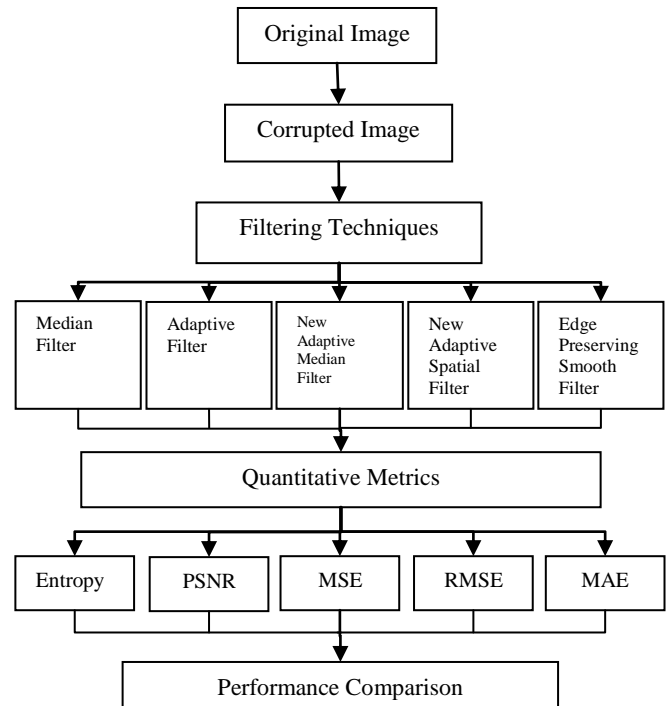 Original Image
Corrupted Image
Filtering Techniques
Median
Filter
Adaptive
Filter
New
Adaptive
Median
Filter
New
Adaptive
Spatial
Filter
Edge
Preserving
Smooth
Filter
Quantitative Metrics
Entropy
PSNR
MSE
RMSE
MAE
Performance Comparison